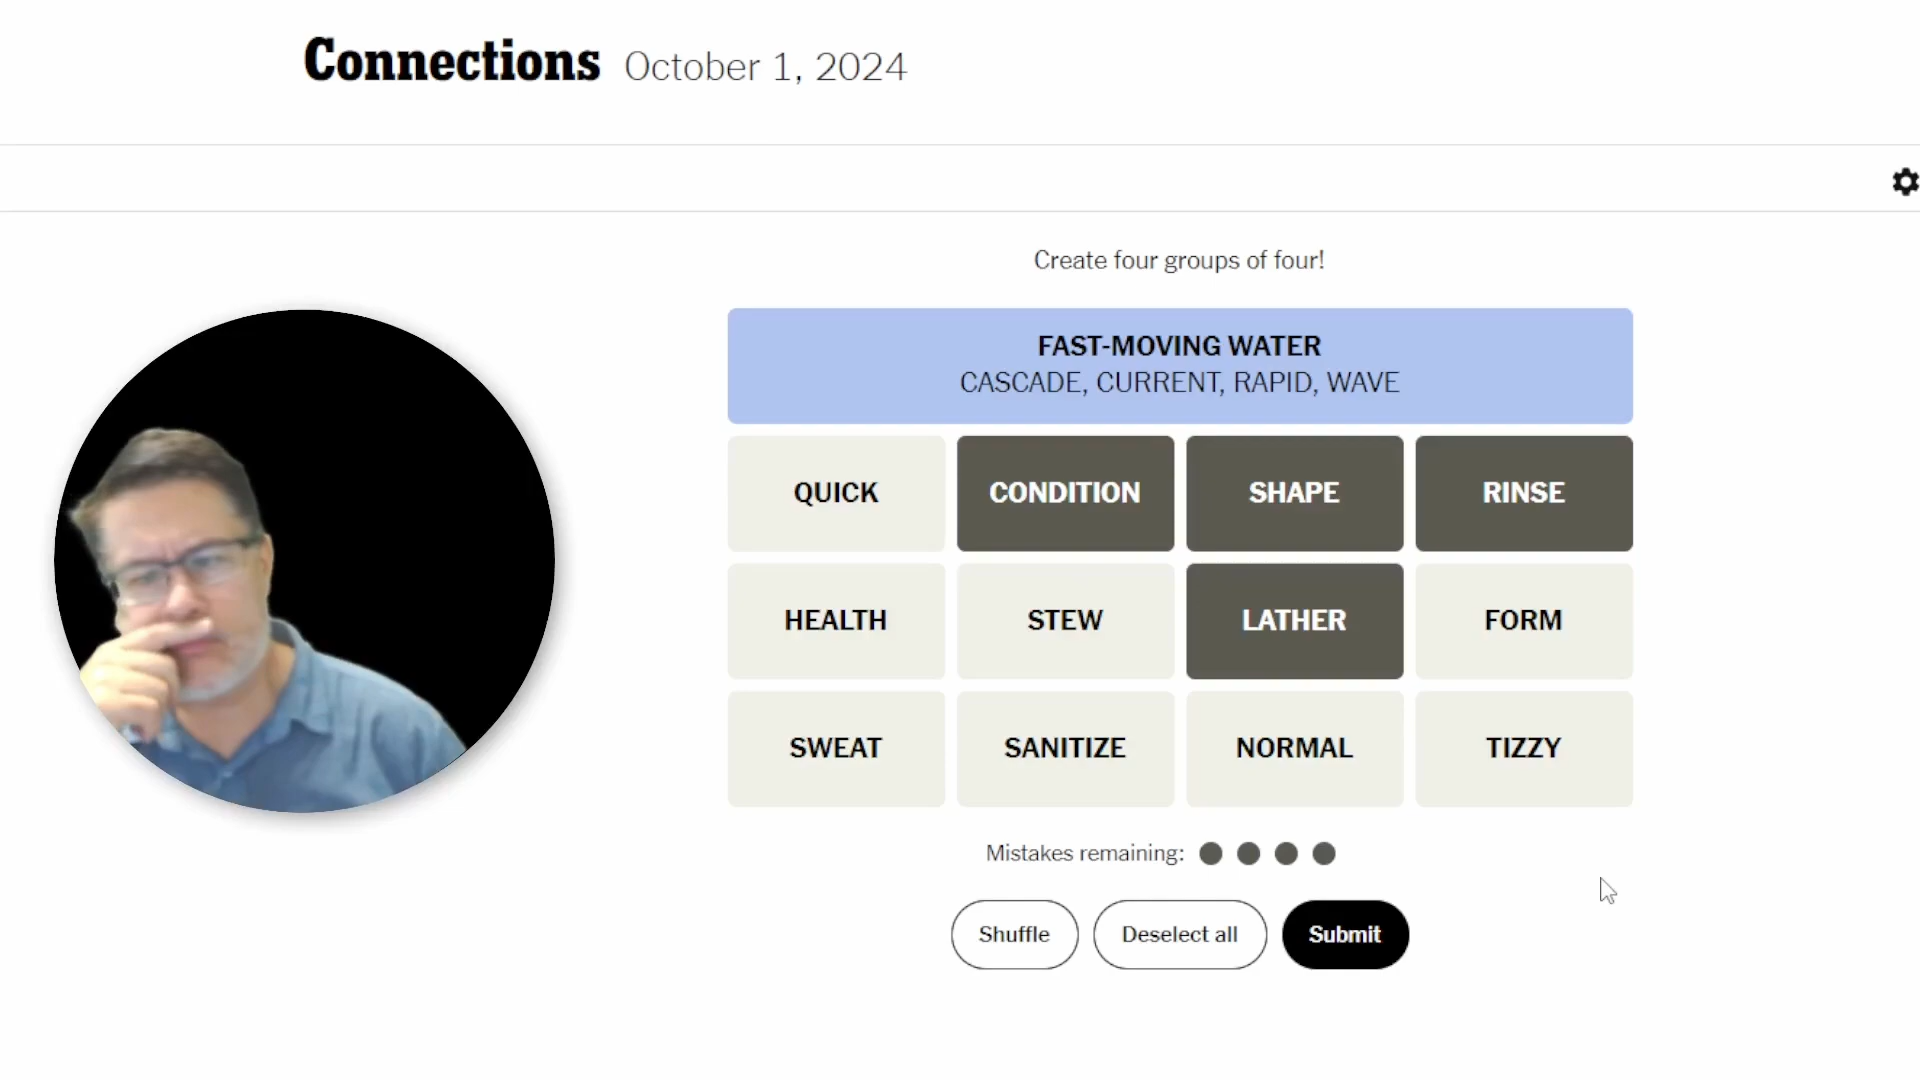 Connections October 1, 2024
Create four groups of four!
FAST-MOVING WATER
CASCADE, CURRENT, RAPID, WAVE
QUICK CONDITION SHAPE RINSE
HEALTH STEW LATHER FORM
SWEAT SANITIZE NORMAL TIZZY
Mistakes remaining:
Shuffle Deselect all Submit